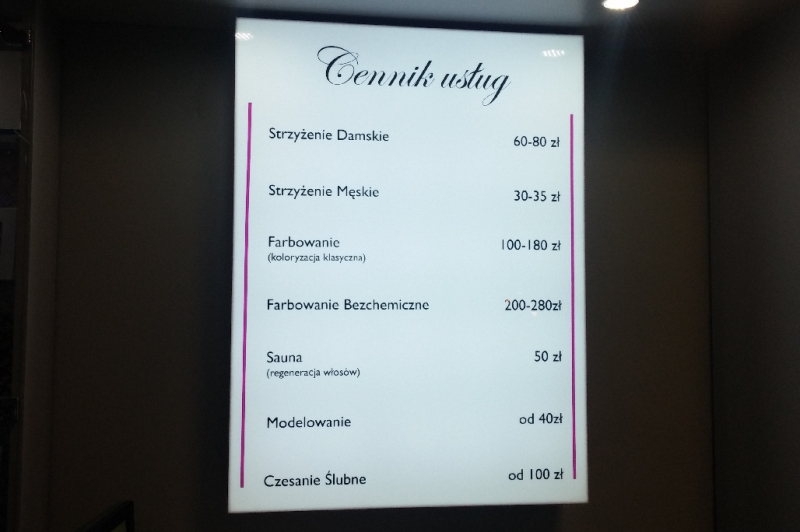 Cennik usług
Strzyżenie Damskie 60-80 zł
Strzyżenie Męskie 30-35 zł
Farbowanie 100-180 zł
(koloryzacja klasyczna)
Farbowanie Bezchemiczne 200-280zł
Sauna 50 zł
(regeneracja włosów)
Modelowanie od 40zł
Czesanie Ślubne od 100 zł